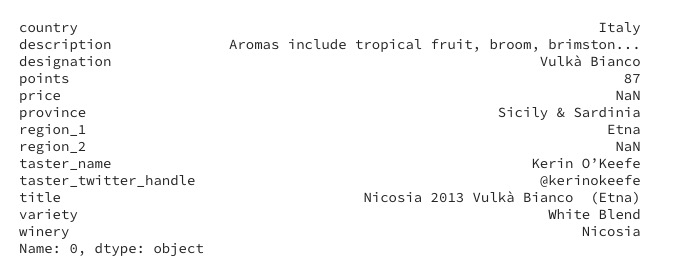 country Italy
description Aromas include tropical fruit, broom, brimston...
designation Vulkà Bianco
points 87
price NaN
province Sicily & Sardinia
region_1 Etna
region_2 NaN
taster_name Kerin O’Keefe
taster_twitter_handle @kerinokeefe
title Nicosia 2013 Vulkà Bianco  (Etna)
variety White Blend
winery Nicosia
Name: 0, dtype: object